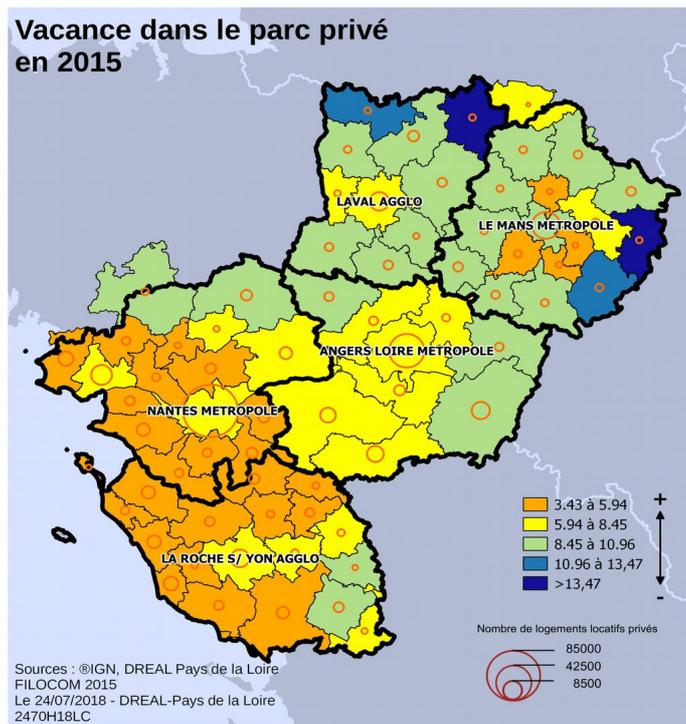 Vacance dans le parc privé
en 2015
LAVAL AGGLO
LE MANS METROPOLE
ANGERS LOIRE METROPOLE
NANTES METROPOLE
LA ROCHE S/ YON AGGLO
3.43 à 5.94
5.94 à 8.45
8.45 à 10.96
10.96 à 13,47
>13,47
+
-
Nombre de logements locatifs privés
85000
42500
8500
Sources : ®IGN, DREAL Pays de la Loire
FILOCOM 2015
Le 24/07/2018 - DREAL-Pays de la Loire
2470H18LC